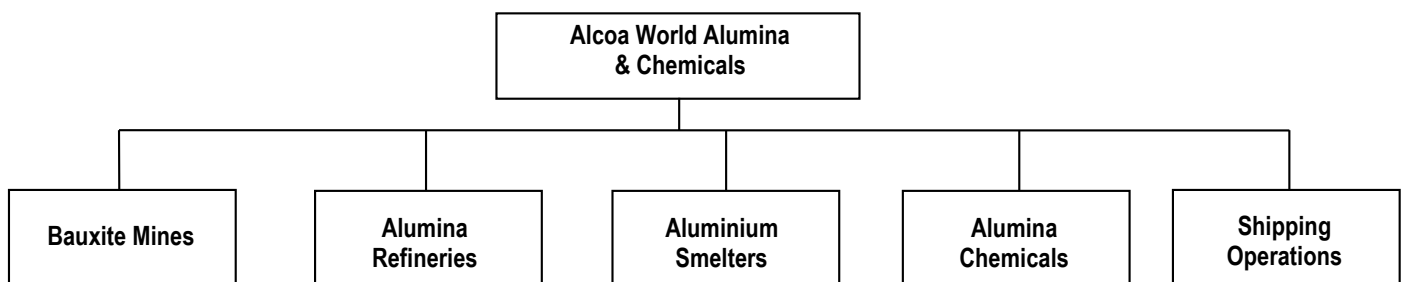 Alcoa World Alumina
& Chemicals
Bauxite Mines
Alumina
Refineries
Aluminium
Smelters
Alumina
Chemicals
Shipping
Operations